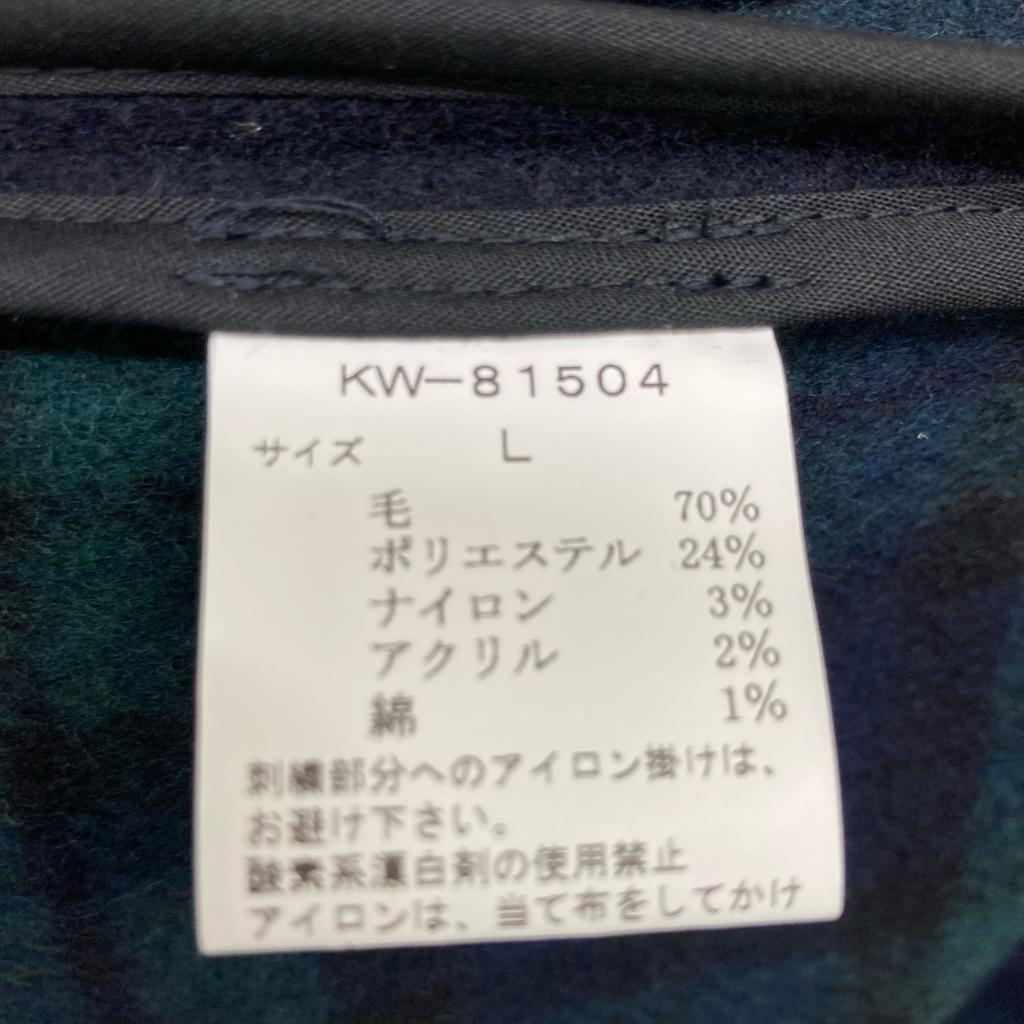 KW-81504
サイズ L
毛 70%
ポリエステル 24%
ナイロン 3%
アクリル 2%
綿 1%
刺繍部分へのアイロン掛けは、
お避け下さい。
酸素系漂白剤の使用禁止
アイロンは、当て布をしてかけ